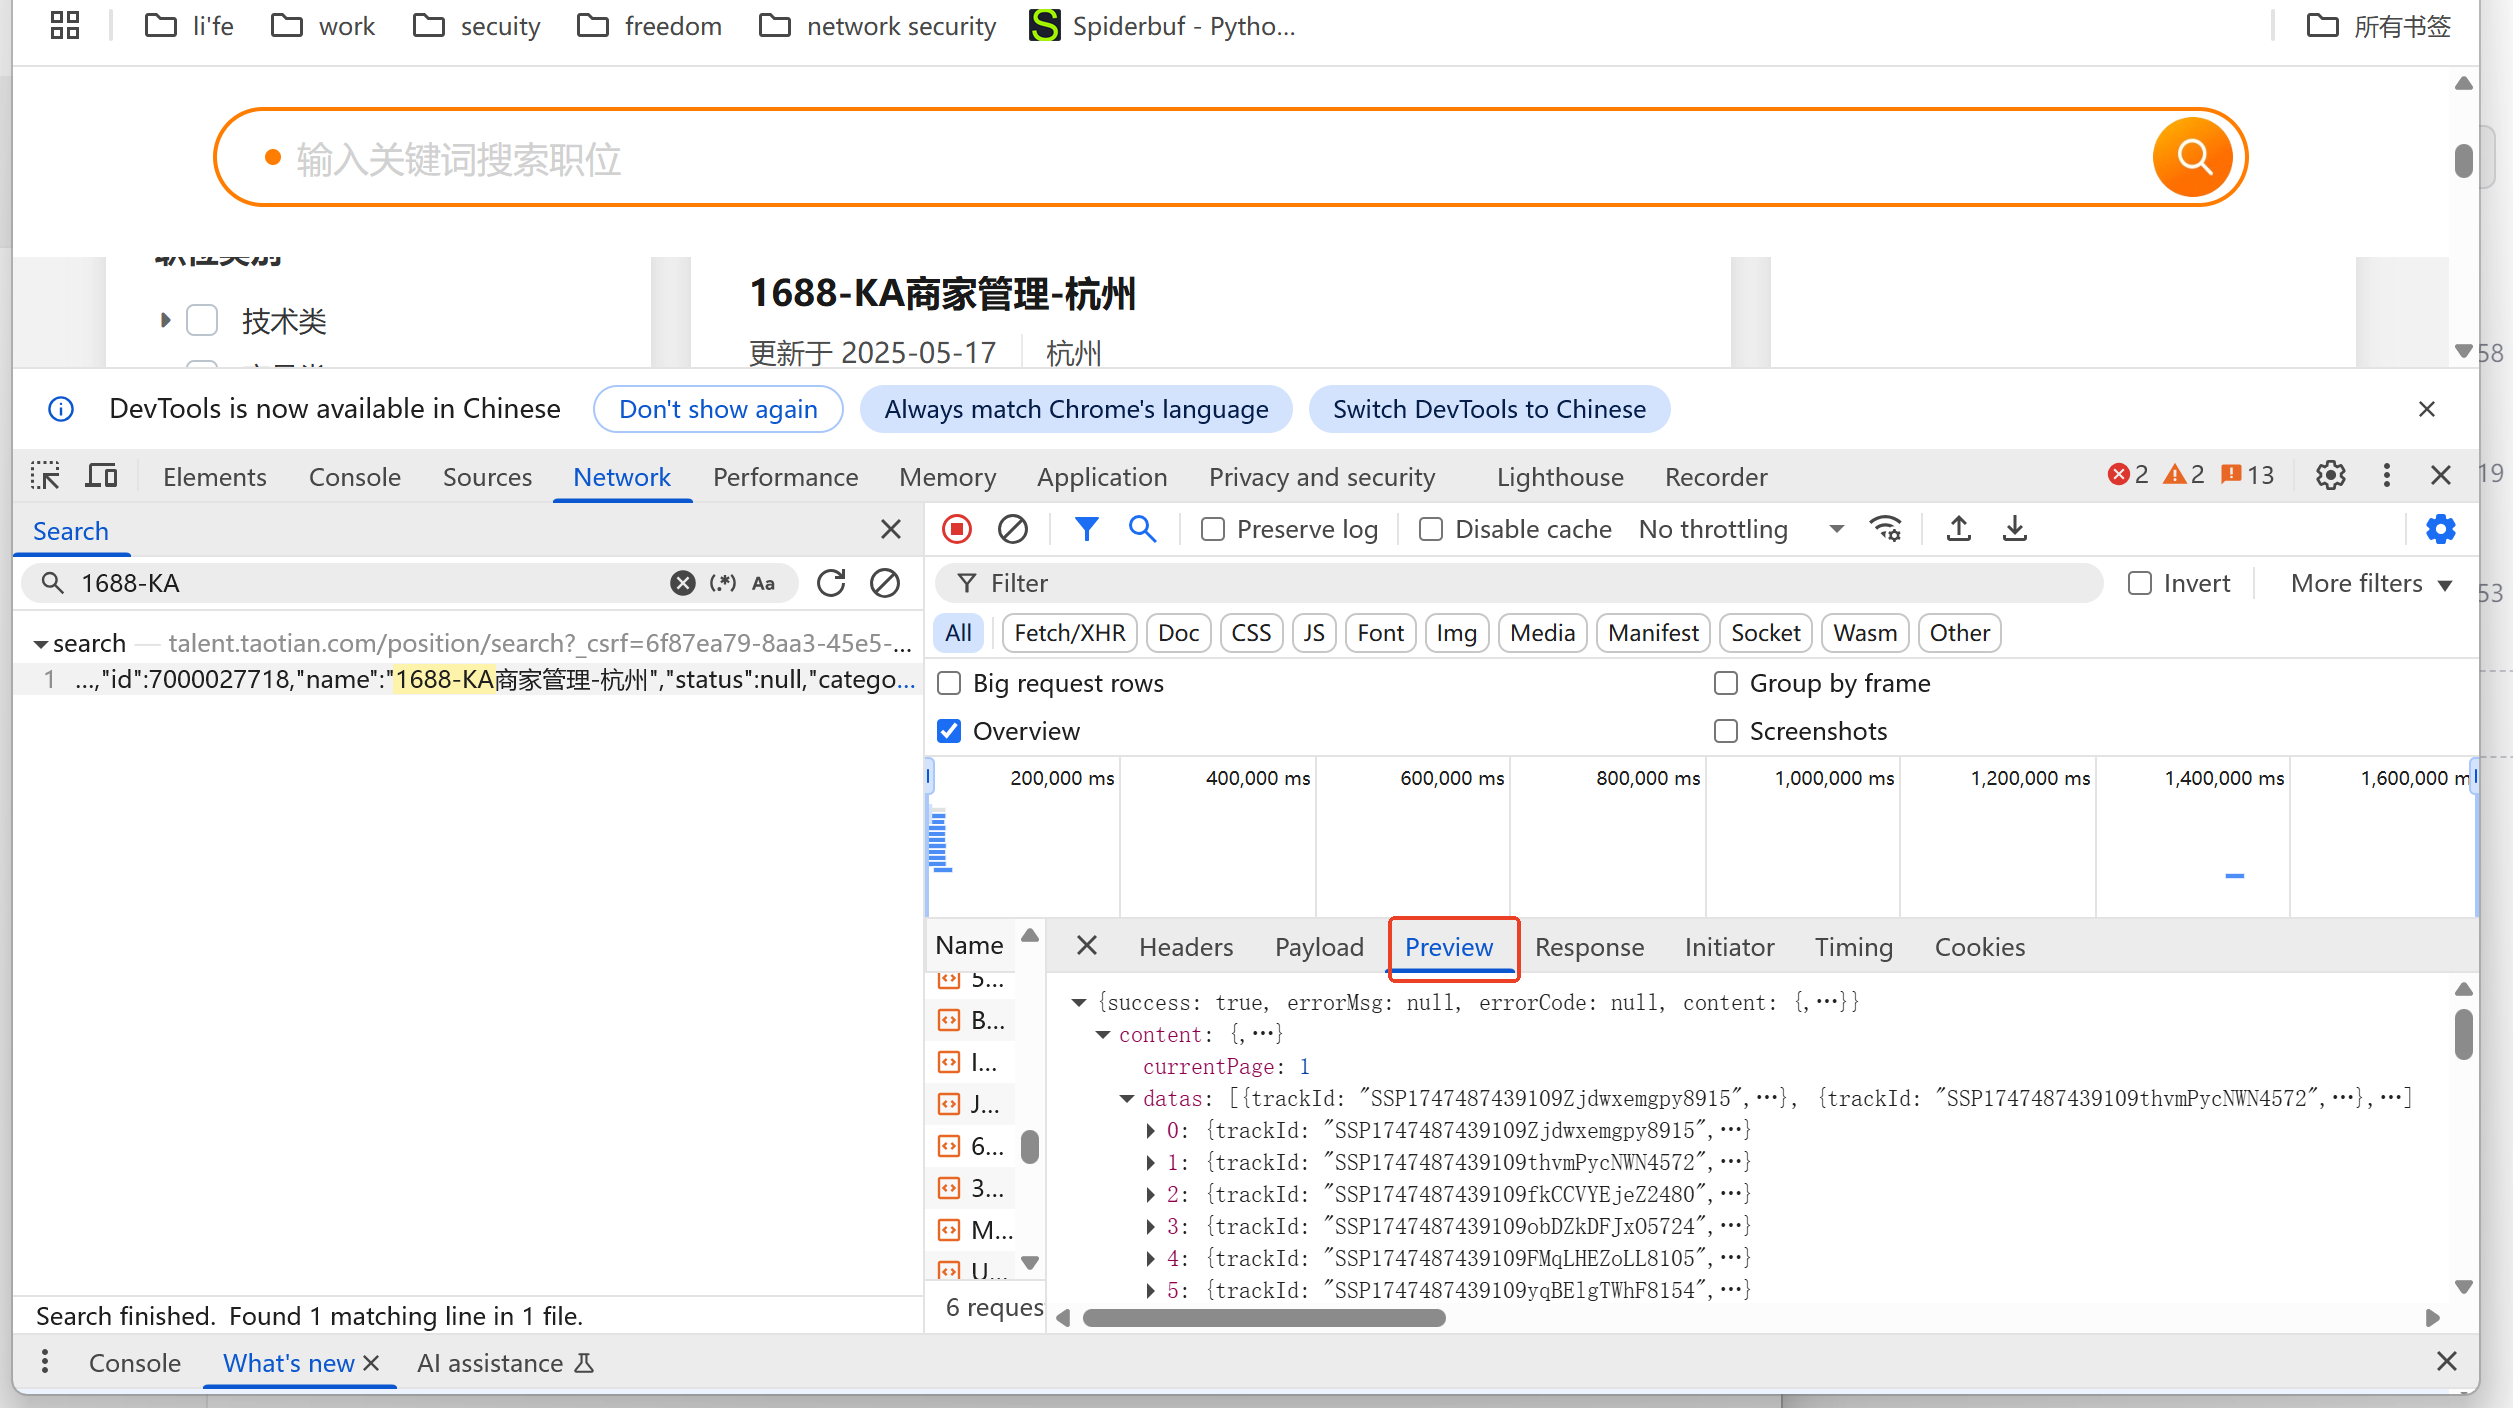 li'fe work secuity freedom network security Spiderbuf - Pytho... 所有书签
输入关键词搜索职位
职位类别
1688-KA商家管理-杭州
技术类
更新于 2025-05-17 杭州
58
DevTools is now available in Chinese Don't show again Always match Chrome's language Switch DevTools to Chinese
Elements Console Sources Network Performance Memory Application Privacy and security Lighthouse Recorder 2 2 13
19
Search
Preserve log Disable cache No throttling
1688-KA (.*) Aa
Filter Invert More filters
53
All Fetch/XHR Doc CSS JS Font Img Media Manifest Socket Wasm Other
search — talent.taotian.com/position/search?_csrf=6f87ea79-8aa3-45e5-...
1 ...,"id":7000027718,"name":"1688-KA商家管理-杭州","status":null,"catego...
Big request rows Group by frame
Overview Screenshots
200,000 ms 400,000 ms 600,000 ms 800,000 ms 1,000,000 ms 1,200,000 ms 1,400,000 ms 1,600,000 m
Name
Headers Payload Preview Response Initiator Timing Cookies
5...
B...
I...
J...
6...
3...
M...
U...
{success: true, errorMsg: null, errorCode: null, content: {,…}}
content: {,…}
currentPage: 1
datas: [{trackId: "SSP1747487439109Zjdwxemgpy8915",…}, {trackId: "SSP1747487439109thvmPycNWN4572",…},…]
0: {trackId: "SSP1747487439109Zjdwxemgpy8915",…}
1: {trackId: "SSP1747487439109thvmPycNWN4572",…}
2: {trackId: "SSP1747487439109fkCCVYEjeZ2480",…}
3: {trackId: "SSP1747487439109obDZkDFJxO5724",…}
4: {trackId: "SSP1747487439109FMqLHEZoLL8105",…}
5: {trackId: "SSP1747487439109yqBElgTWhF8154",…}
6 reques
Search finished. Found 1 matching line in 1 file.
Console What's new AI assistance